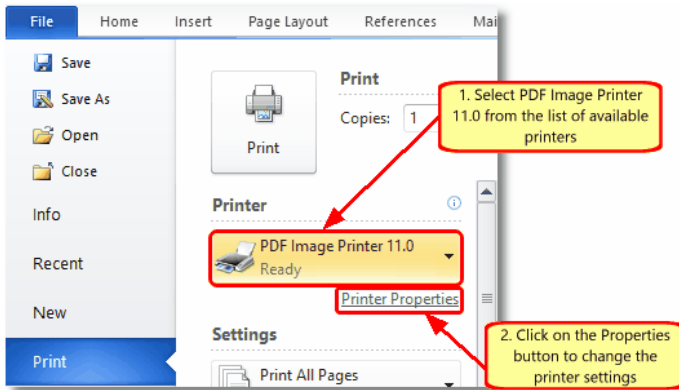 File Home Insert Page Layout References Mai
Save
Save As
Open
Close
Info
Recent
New
Print
Print
Print
Copies: 1
1. Select PDF Image Printer
11.0 from the list of available
printers
Printer
PDF Image Printer 11.0
Ready
Printer Properties
Settings
Print All Pages
2. Click on the Properties
button to change the
printer settings